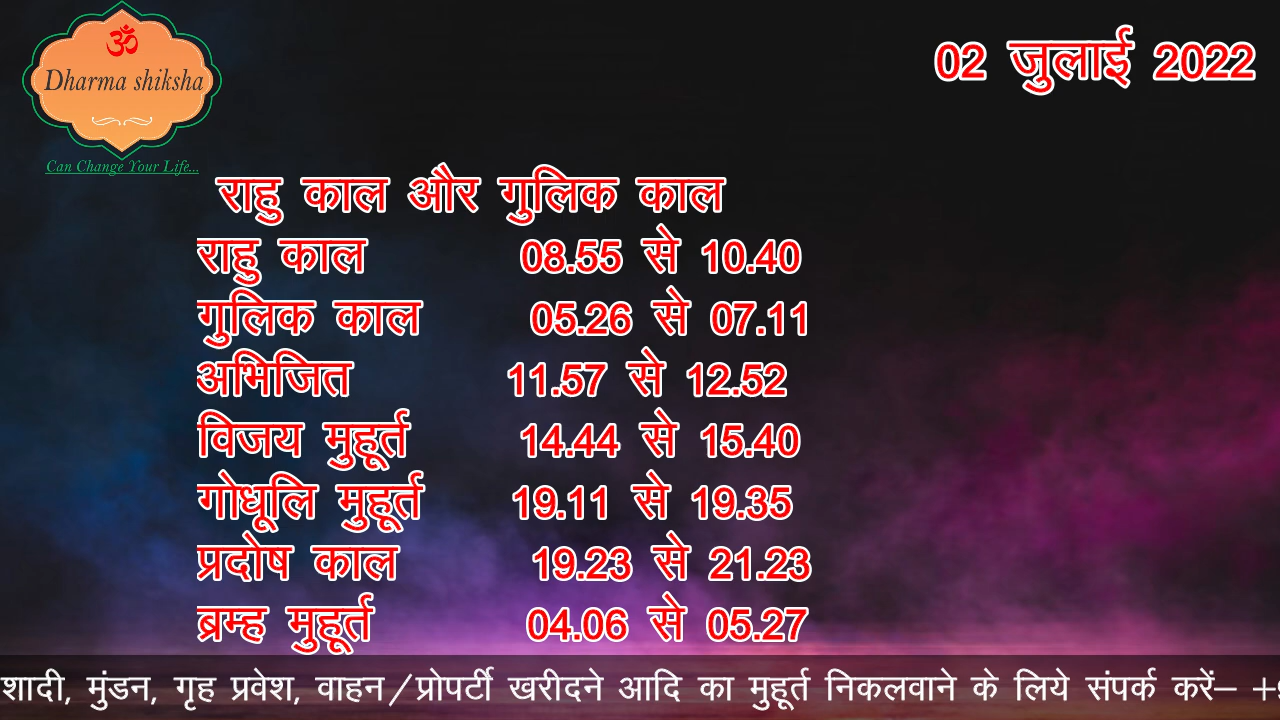 ॐ
Dharma shiksha
Can Change Your Life...
02 जुलाई 2022
राहु काल और गुलिक काल
राहु काल 08.55 से 10.40
गुलिक काल 05.26 से 07.11
अभिजित 11.57 से 12.52
विजय मुहूर्त 14.44 से 15.40
गोधूलि मुहूर्त 19.11 से 19.35
प्रदोष काल 19.23 से 21.23
ब्रम्ह मुहूर्त 04.06 से 05.27
शादी, मुंडन, गृह प्रवेश, वाहन/प्रोपर्टी खरीदने आदि का मुहूर्त निकलवाने के लिये संपर्क करें– +